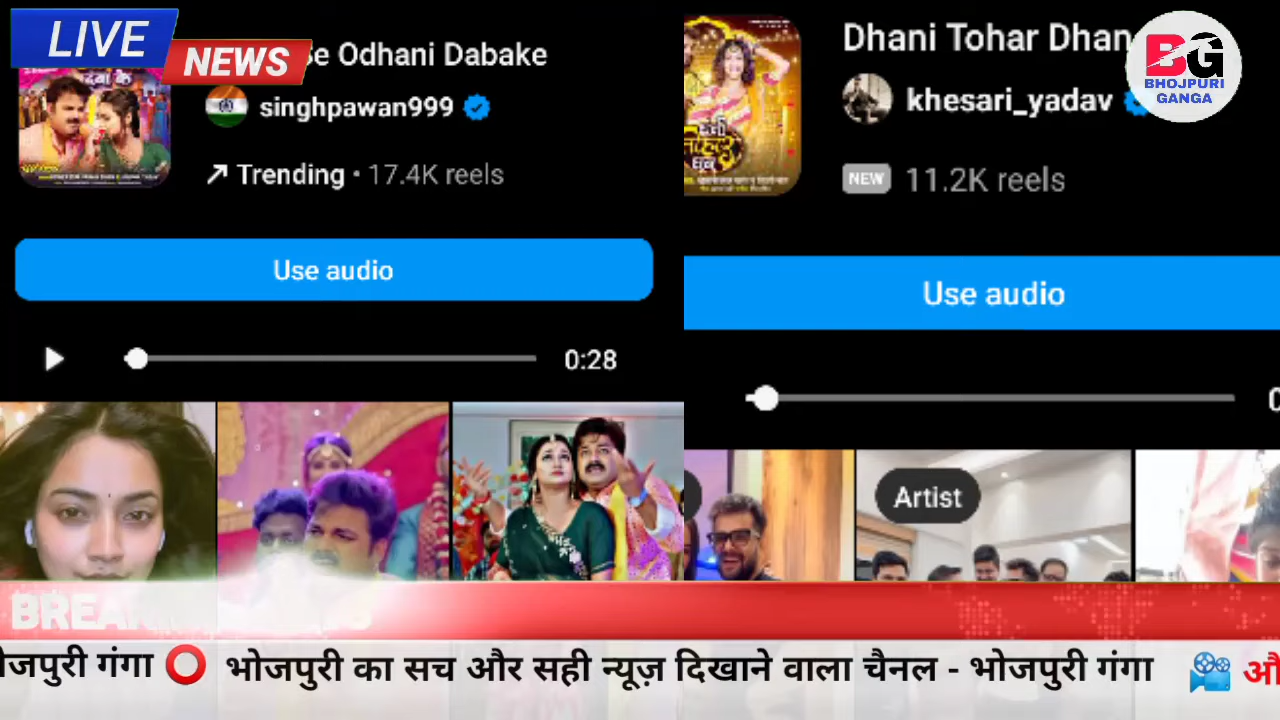 LIVE
NEWS
se Odhani Dabake
singhpawan999
Trending • 17.4K reels
Use audio
0:28
Dhani Tohar Dhan
khesari_yadav
NEW 11.2K reels
Use audio
Artist
BG
BHOJPURI
GANGA
भोजपुरी गंगा ⭕ भोजपुरी का सच और सही न्यूज़ दिखाने वाला चैनल - भोजपुरी गंगा 🎥